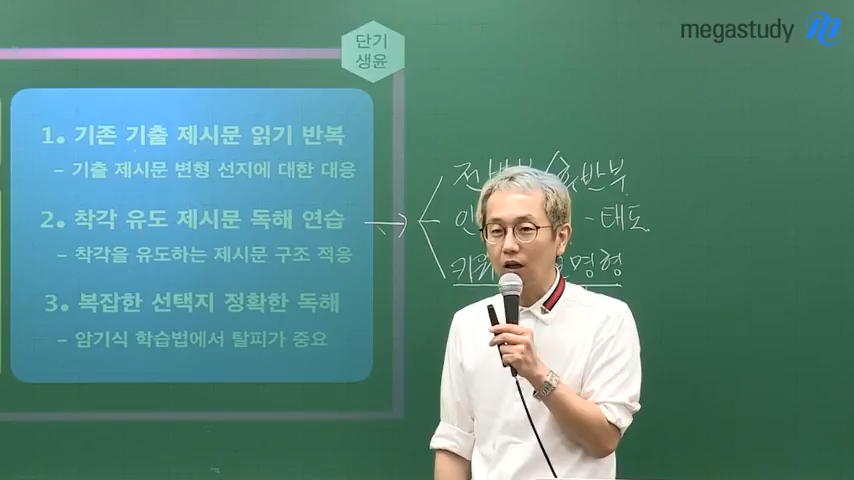 megastudy
단기
생윤
1. 기존 기출 제시문 읽기 반복
- 기출 제시문 변형 선지에 대한 대응
2. 착각 유도 제시문 독해 연습
- 착각을 유도하는 제시문 구조 적응
3. 복잡한 선택지 정확한 독해
- 암기식 학습법에서 탈피가 중요
후반부
- 태도